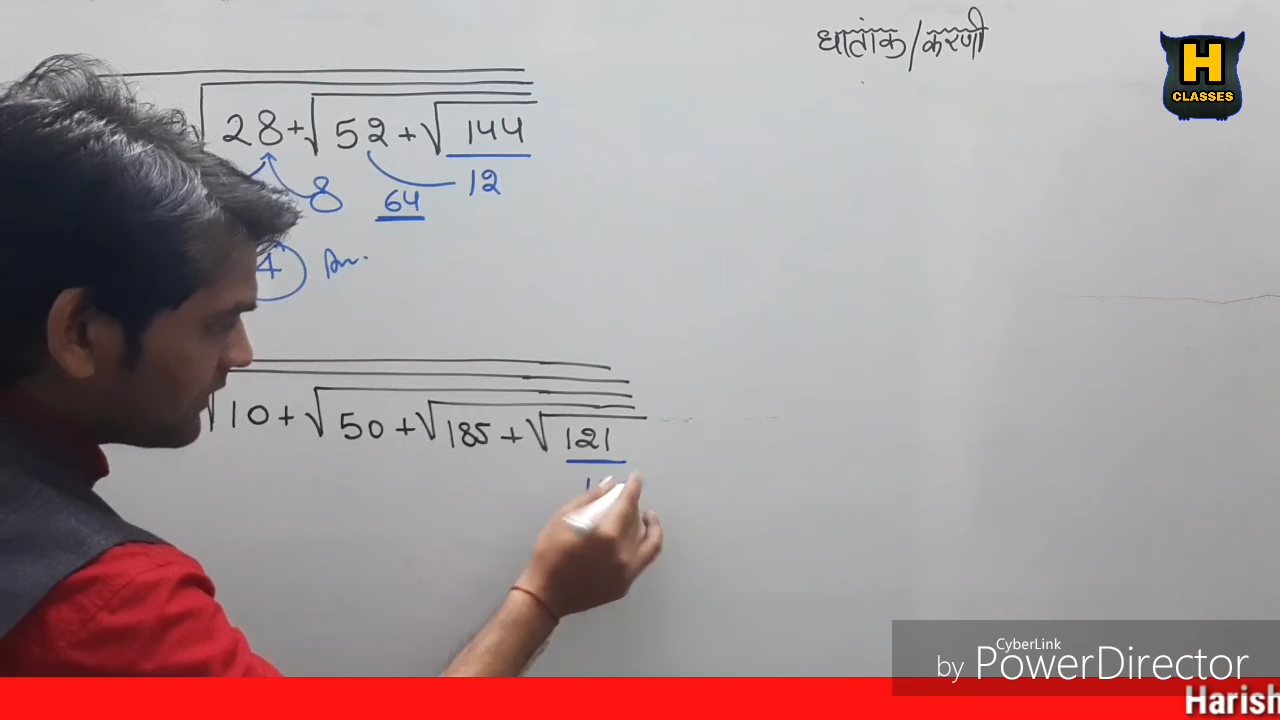 धातांक/करणी
H
CLASSES
√28+√52+√144
8 64 12
4 Ans.
√10+√50+√185+√121
CyberLink
by PowerDirector
Harish